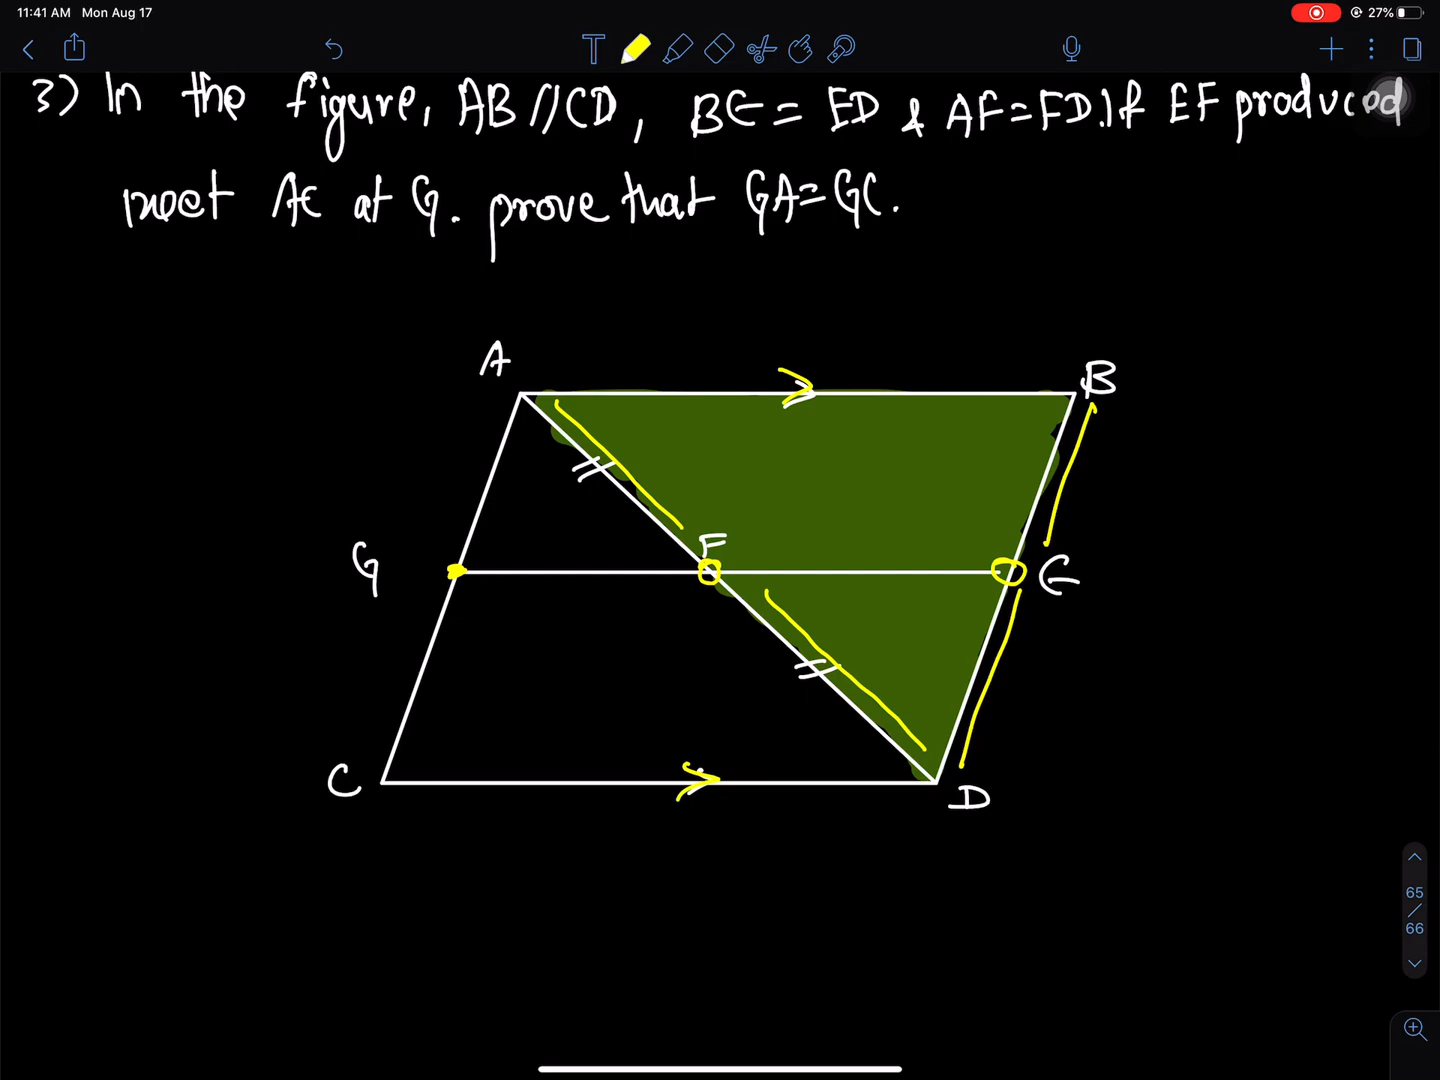 11:41 AM Mon Aug 17
27%
3) In the figure, AB//CD, BE = ED & AF = FD. If EF produced
meet AC at G. prove that GA=GC.
A
B
F
G
E
C
D
65
66